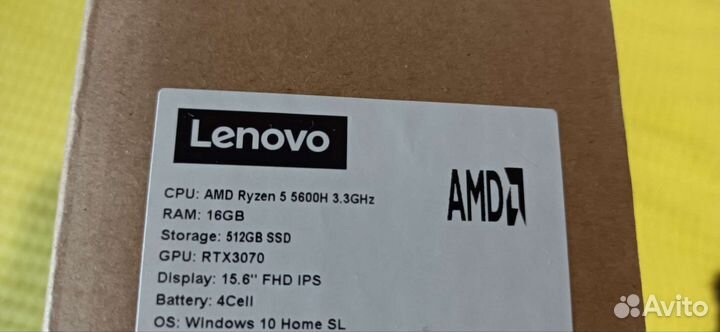 Lenovo
CPU: AMD Ryzen 5 5600H 3.3GHz
RAM: 16GB
Storage: 512GB SSD
GPU: RTX3070
Display: 15.6" FHD IPS
Battery: 4Cell
OS: Windows 10 Home SL
AMD
Avito